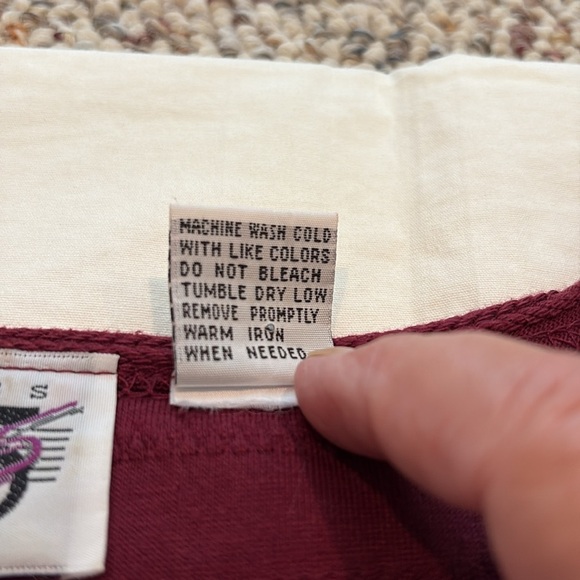 MACHINE WASH COLD
WITH LIKE COLORS
DO NOT BLEACH
TUMBLE DRY LOW
REMOVE PROMPTLY
WARM IRON
WHEN NEEDED
S